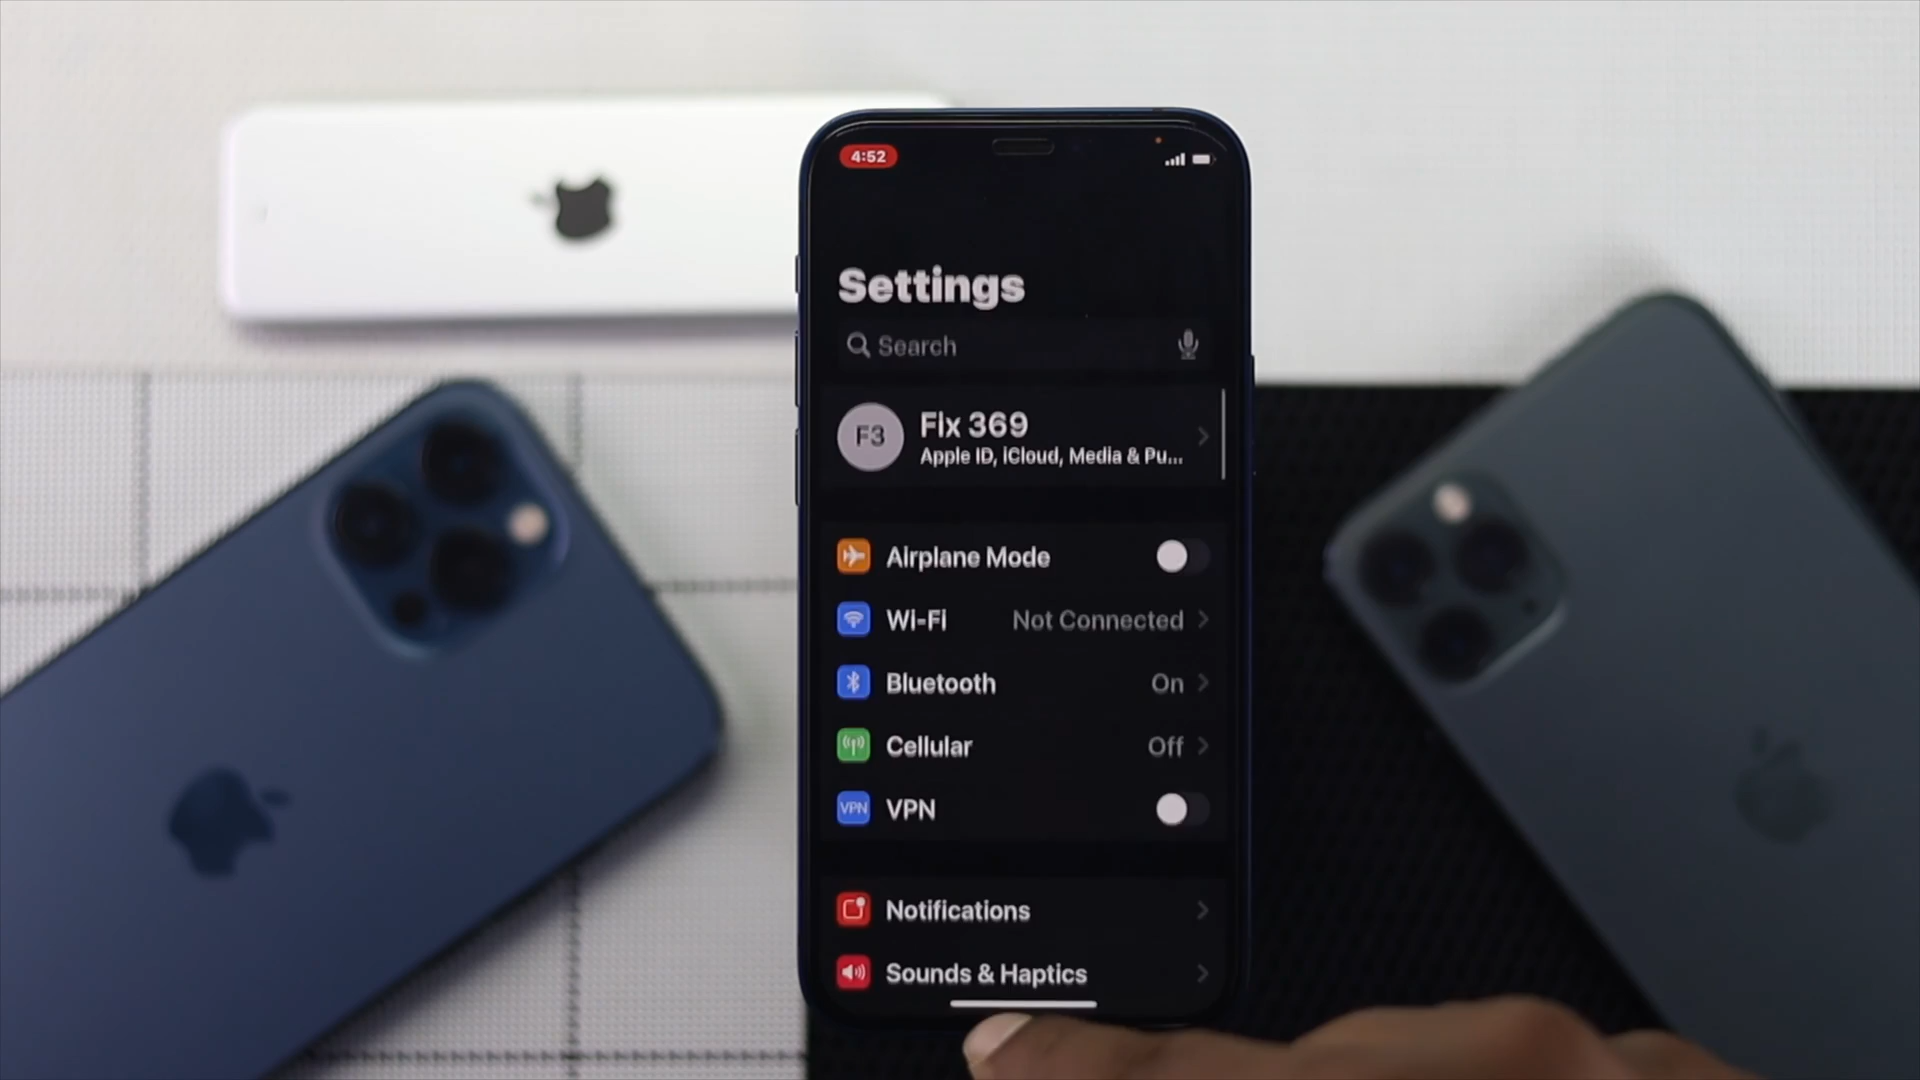 4:52
Settings
Search
F3
Fix 369
Apple ID, iCloud, Media & Pu...
Airplane Mode
Wi-Fi
Not Connected
Bluetooth
On
Cellular
Off
VPN
VPN
Notifications
Sounds & Haptics